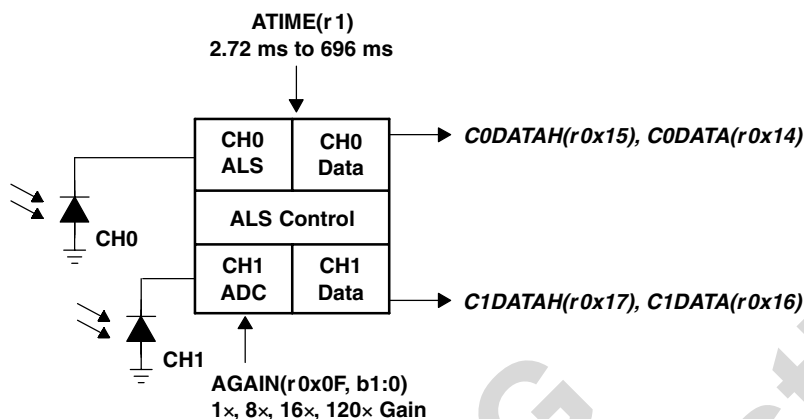 ATIME(r 1)
2.72 ms to 696 ms
CH0
ALS
CH0
Data
C0DATAH(r0x15), C0DATA(r0x14)
ALS Control
CH0
CH1
ADC
CH1
Data
C1DATAH(r0x17), C1DATA(r0x16)
CH1
AGAIN(r0x0F, b1:0)
1×, 8×, 16×, 120× Gain